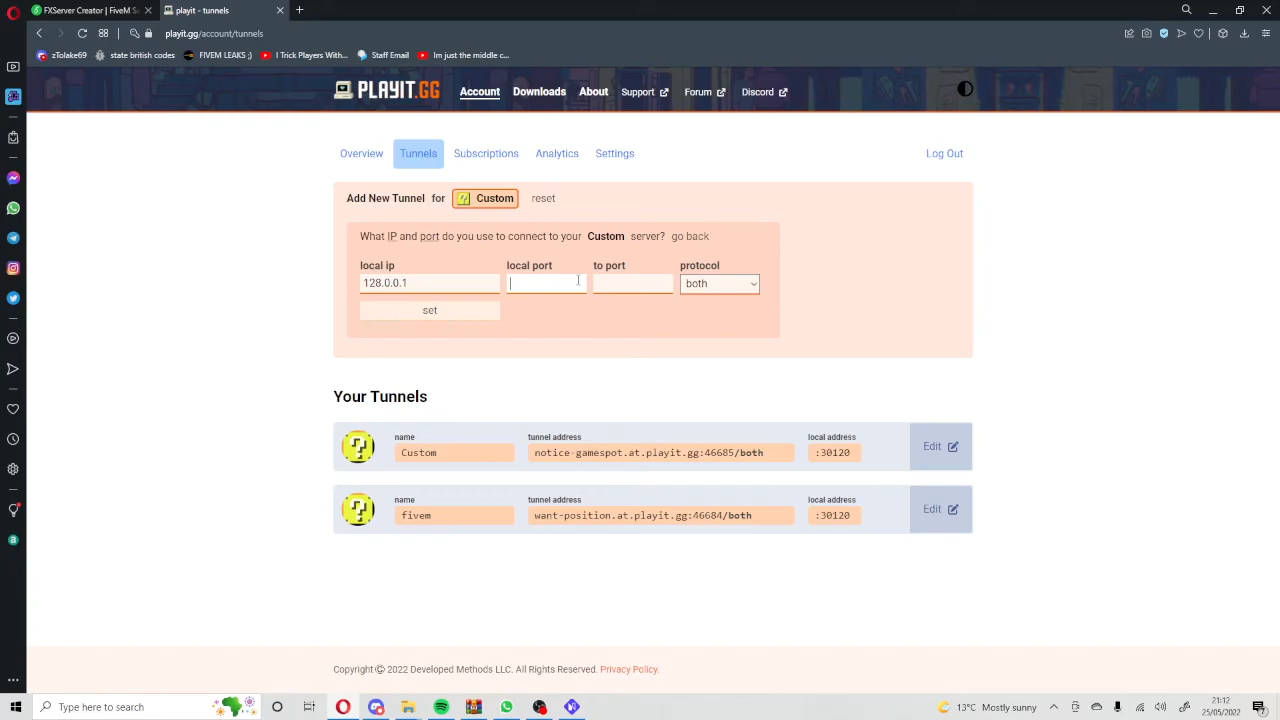 FXServer Creator | FiveM S
playit - tunnels
playit.gg/account/tunnels
zTolake69
state british codes
FIVEM LEAKS ;)
I Trick Players With...
Staff Email
Im just the middle c...
PLAYIT.GG
Account
Downloads
About
Support
Forum
Discord
Overview
Tunnels
Subscriptions
Analytics
Settings
Log Out
Add New Tunnel for Custom reset
What IP and port do you use to connect to your Custom server? go back
local ip
local port
to port
protocol
128.0.0.1
both
set
Your Tunnels
name
tunnel address
local address
Custom
notice-gamespot.at.playit.gg:46685/both
:30120
Edit
name
tunnel address
local address
fivem
want-position.at.playit.gg:46684/both
:30120
Edit
Copyright © 2022 Developed Methods LLC. All Rights Reserved. Privacy Policy.
Type here to search
13°C Mostly sunny
21:12
25/05/2022